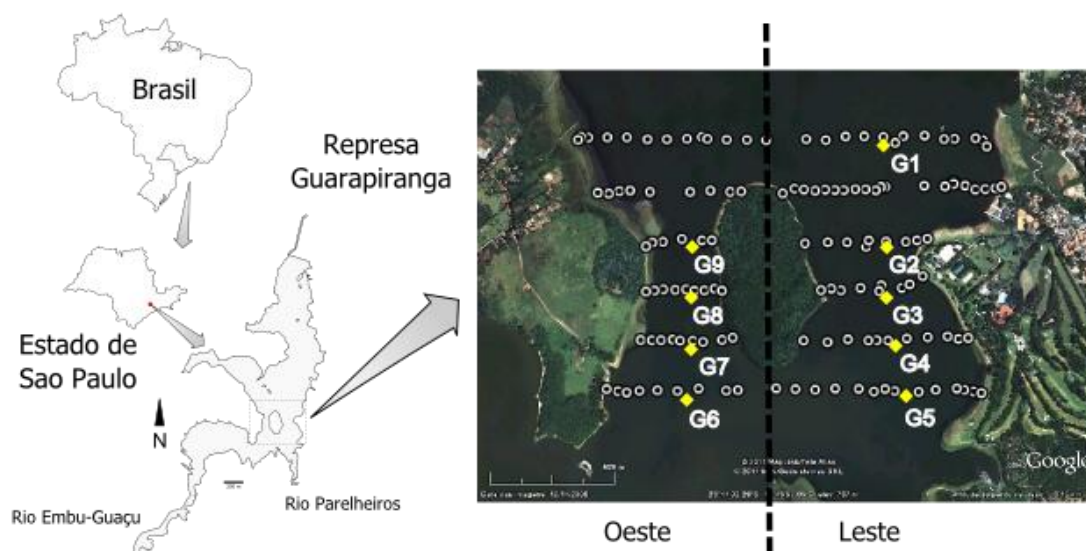 Brasil
Represa
Guarapiranga
Estado de
Sao Paulo
N
Rio Embu-Guaçu
Rio Parelheiros
G1
G9
G2
G8
G3
G7
G4
G6
G5
Google
Oeste
Leste